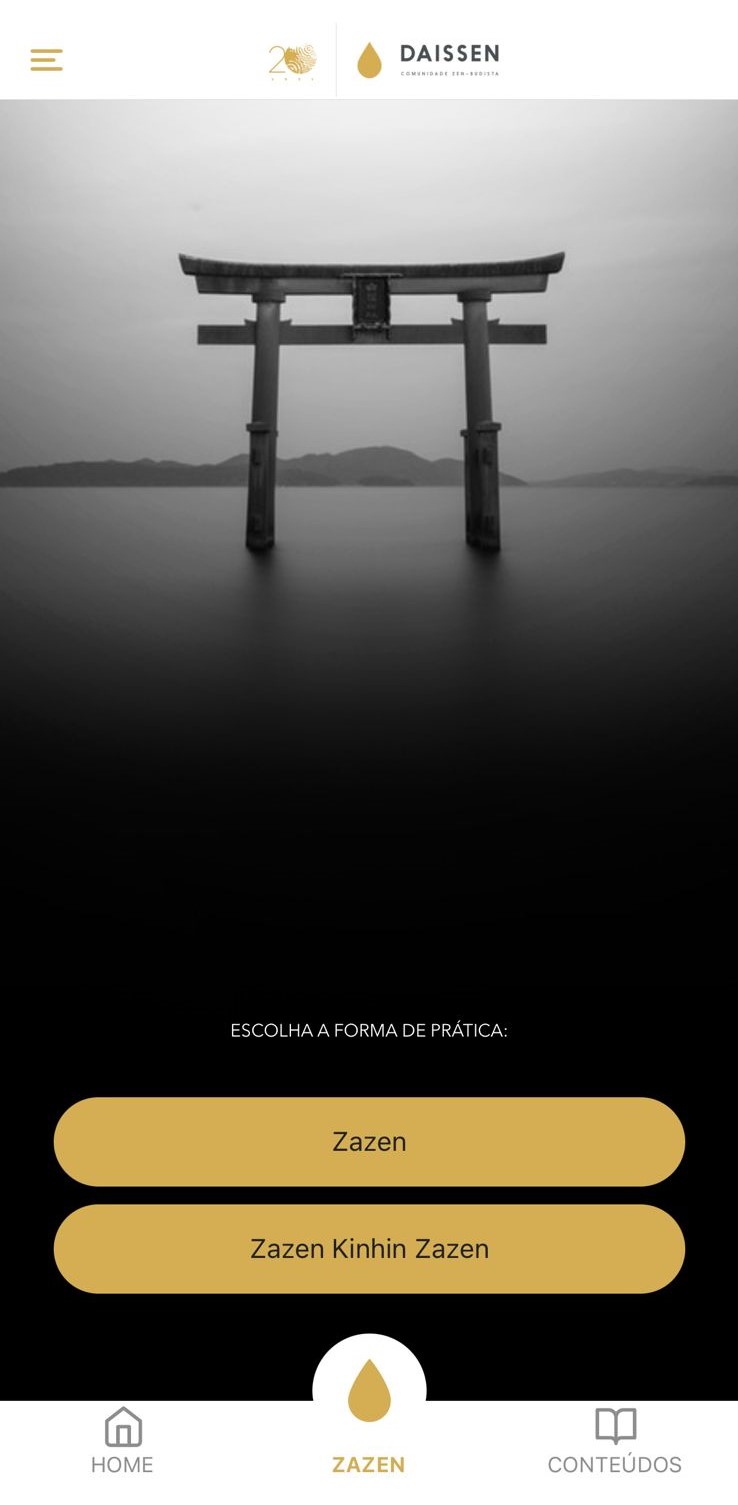 20
DAISSEN
COMUNIDADE ZEN-BUDISTA
ESCOLHA A FORMA DE PRÁTICA:
Zazen
Zazen Kinhin Zazen
HOME
ZAZEN
CONTEÚDOS